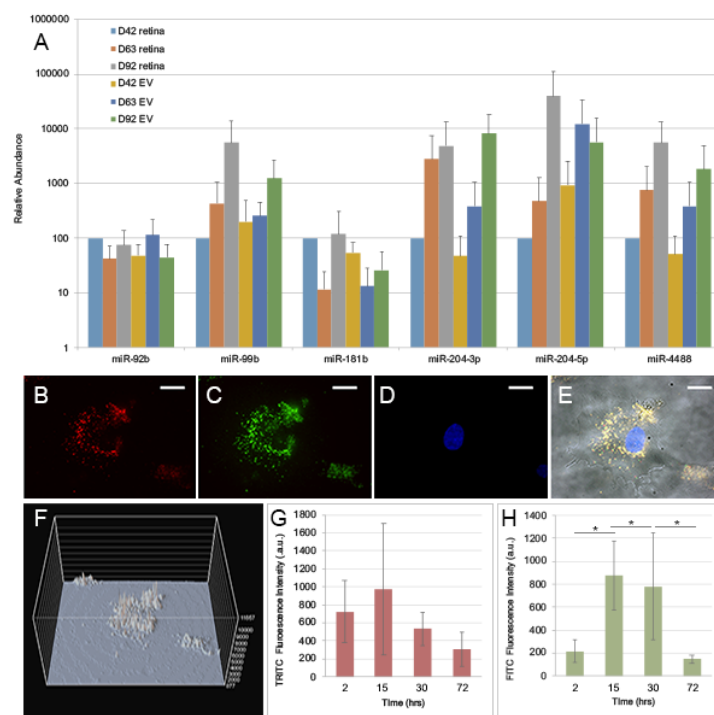 A
1000000
100000
10000
1000
100
10
1
Relative Abundance
D42 retina
D63 retina
D92 retina
D42 EV
D63 EV
D92 EV
miR-92b
miR-99b
miR-181b
miR-204-3p
miR-204-5p
miR-4488
B
C
D
E
F
G
1800
1600
1400
1200
1000
800
600
400
200
0
TRITC Fluroescence Intensity (.a.u.)
2
15
30
72
Time (hrs)
H
1400
1200
1000
800
600
400
200
0
FITC Fluorescence Intensity (a.u.)
* * *
2
15
30
72
Time (hrs)